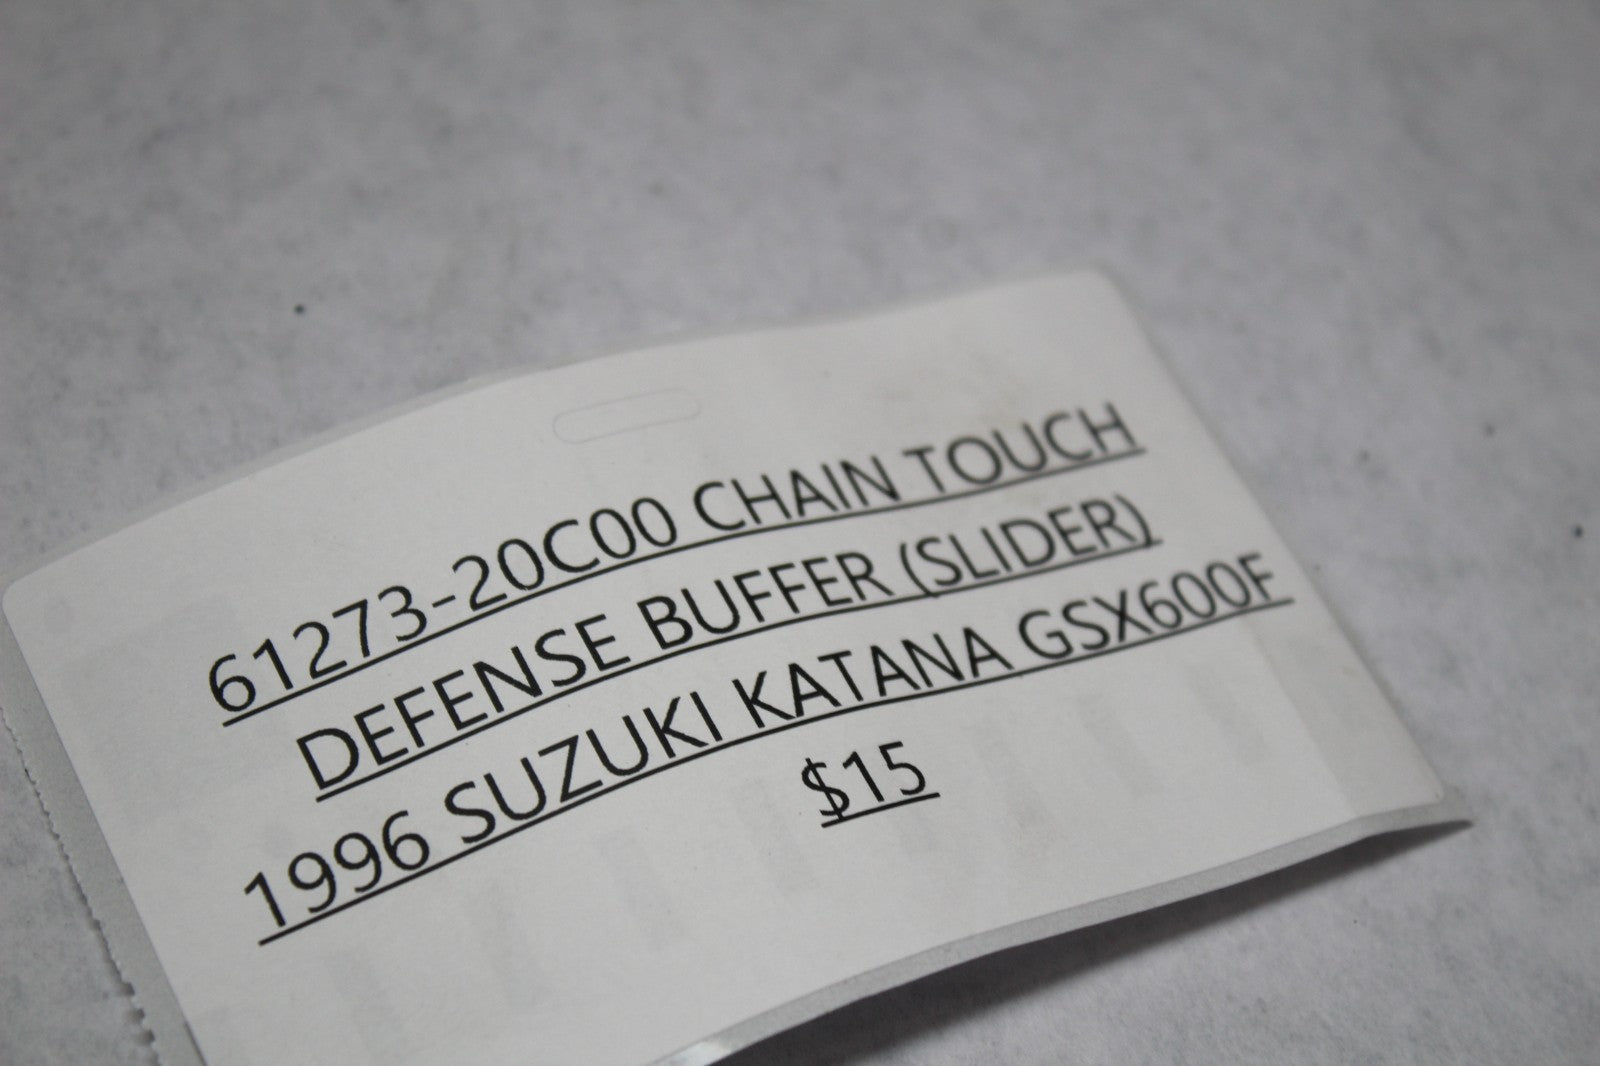 61273-20C00 CHAIN TOUCH
DEFENSE BUFFER (SLIDER)
1996 SUZUKI KATANA GSX600F
$15